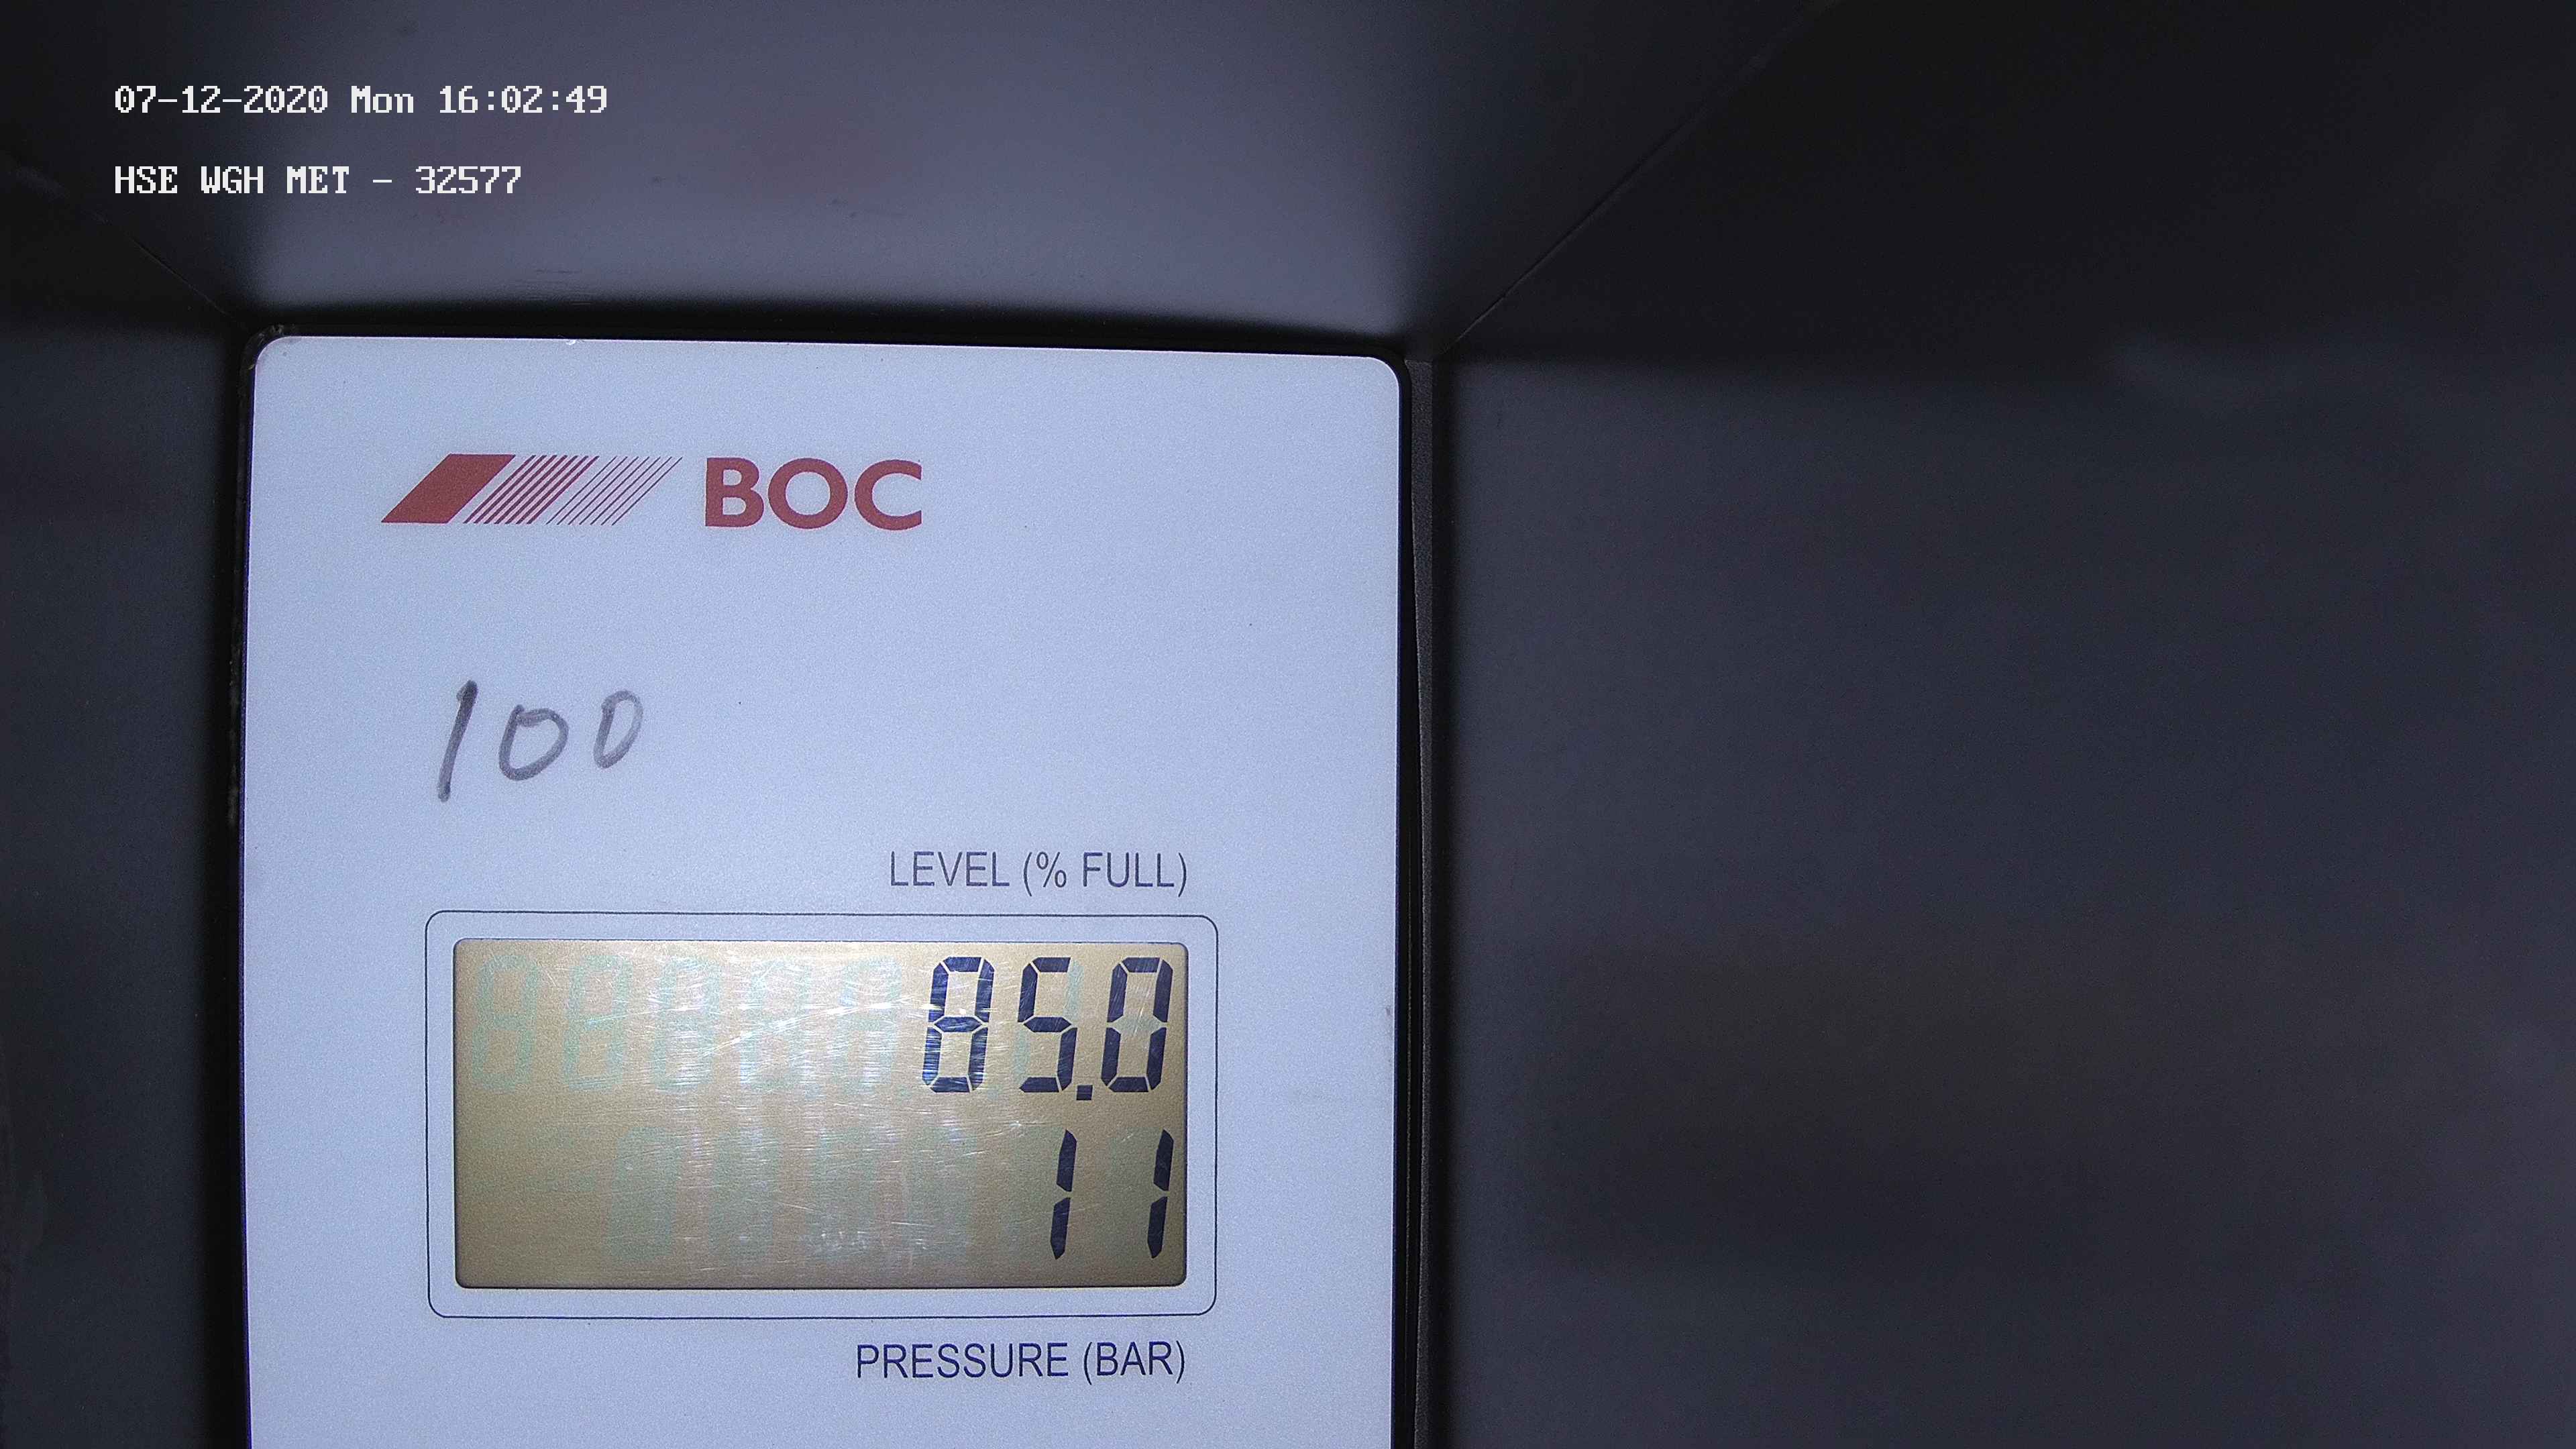 07-12-2020 Mon 16:02:49
HSE WGH MET - 32577
BOC
100
LEVEL (% FULL)
85.0
11
PRESSURE (BAR)